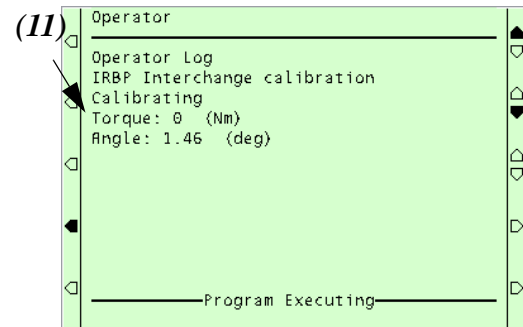 (11)
Operator
Operator Log
IRBP Interchange calibration
Calibrating
Torque: 0 (Nm)
Angle: 1.46 (deg)
Program Executing